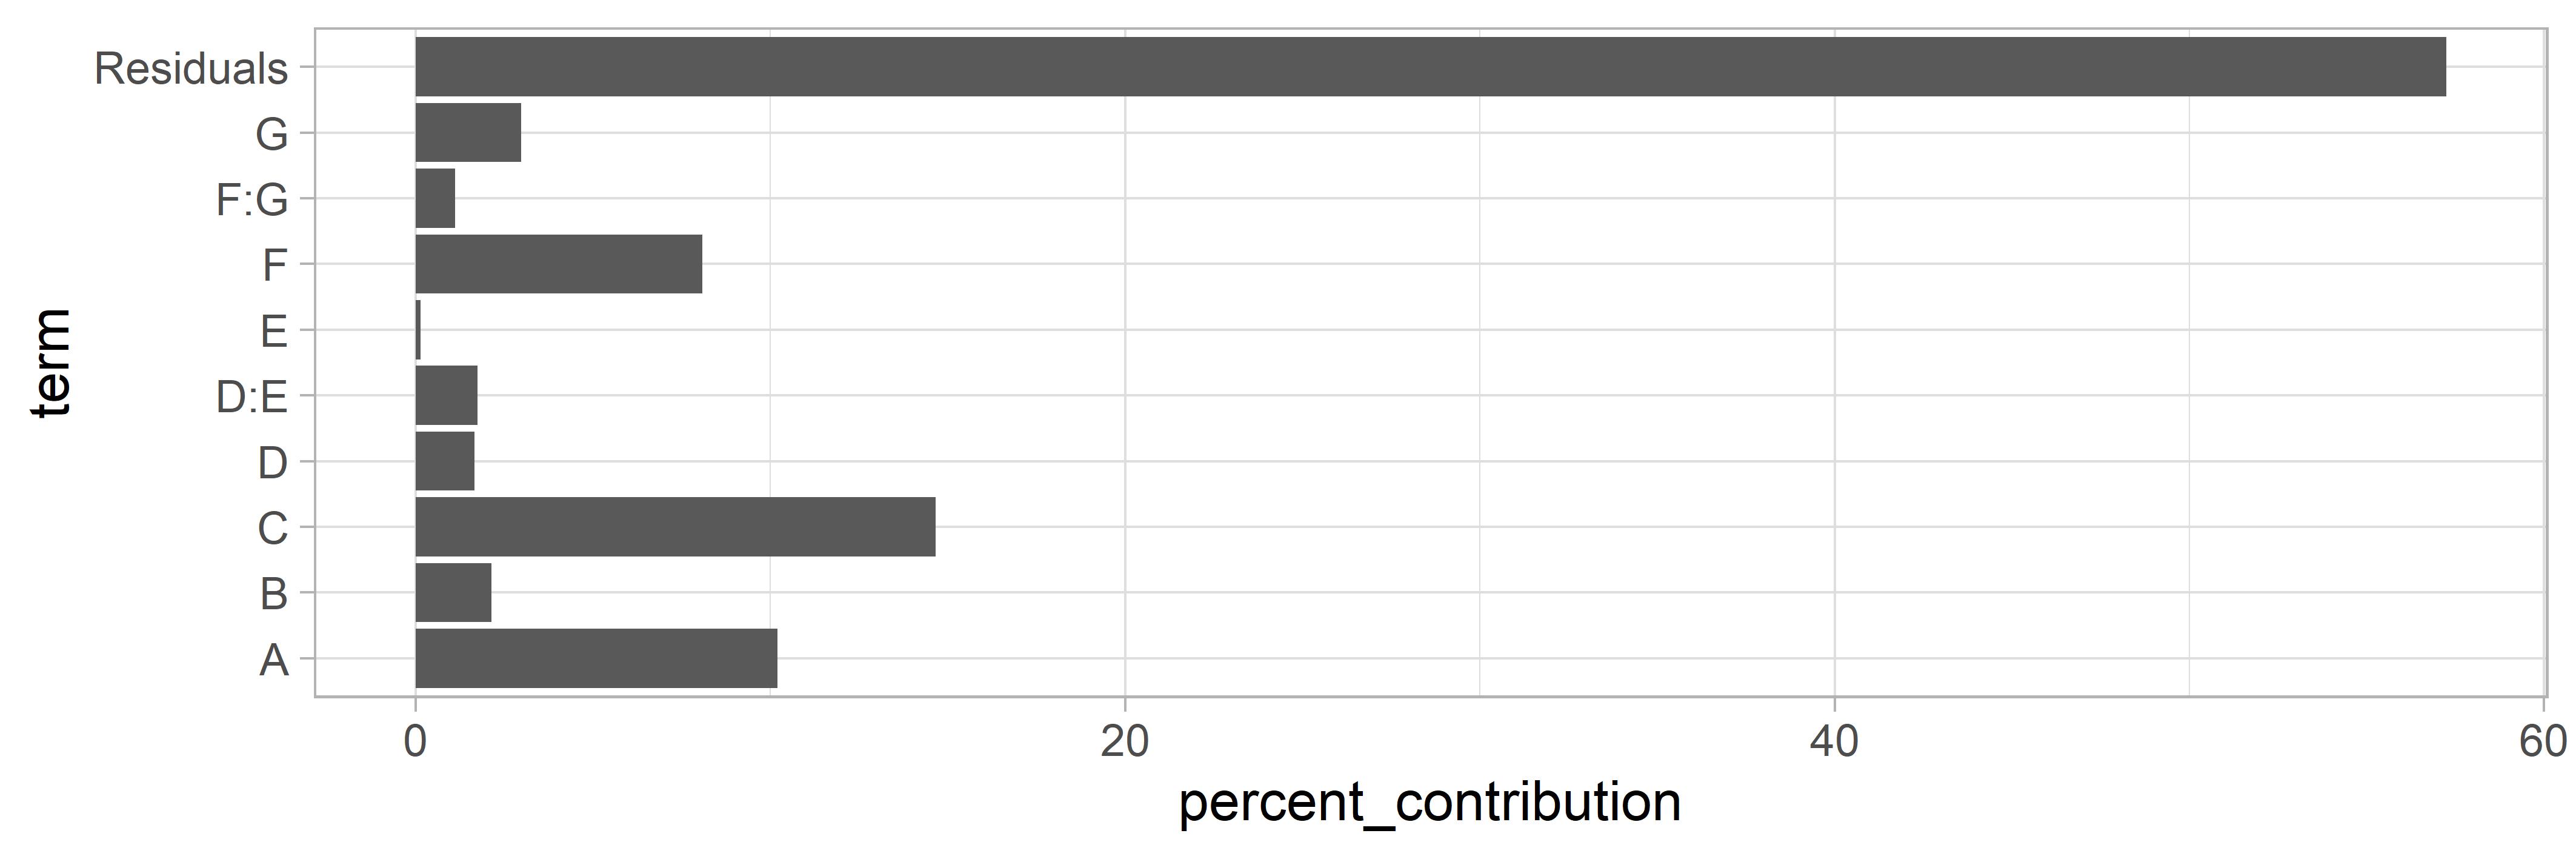 Residuals
G
F:G
F
E
D:E
D
C
B
A
term
0 20 40 60
percent_contribution